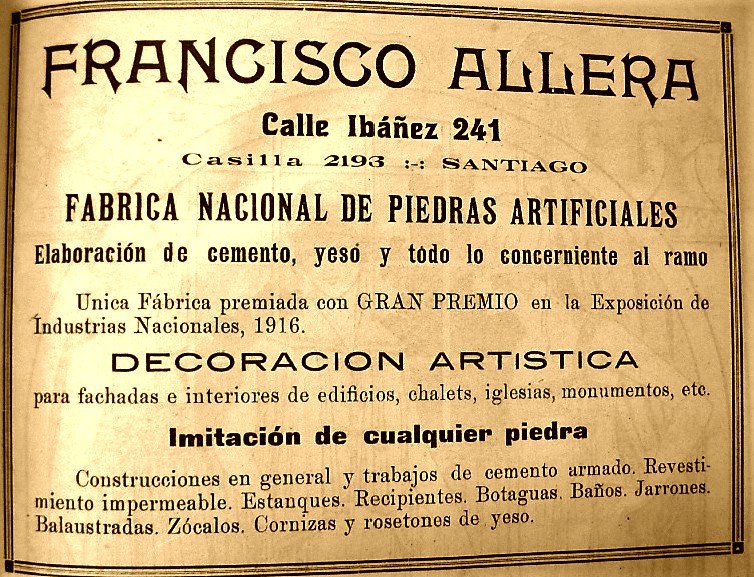 FRANCISCO ALLERA
Calle Ibáñez 241
Casilla 2193 :-: SANTIAGO
FABRICA NACIONAL DE PIEDRAS ARTIFICIALES
Elaboración de cemento, yeso y todo lo concerniente al ramo
Unica Fábrica premiada con GRAN PREMIO en la Exposición de
Industrias Nacionales, 1916.
DECORACION ARTISTICA
para fachadas e interiores de edificios, chalets, iglesias, monumentos, etc.
Imitación de cualquier piedra
Construcciones en general y trabajos de cemento armado. Revesti-
miento impermeable. Estanques. Recipientes. Botaguas. Baños. Jarrones.
Balaustradas. Zócalos. Cornizas y rosetones de yeso.